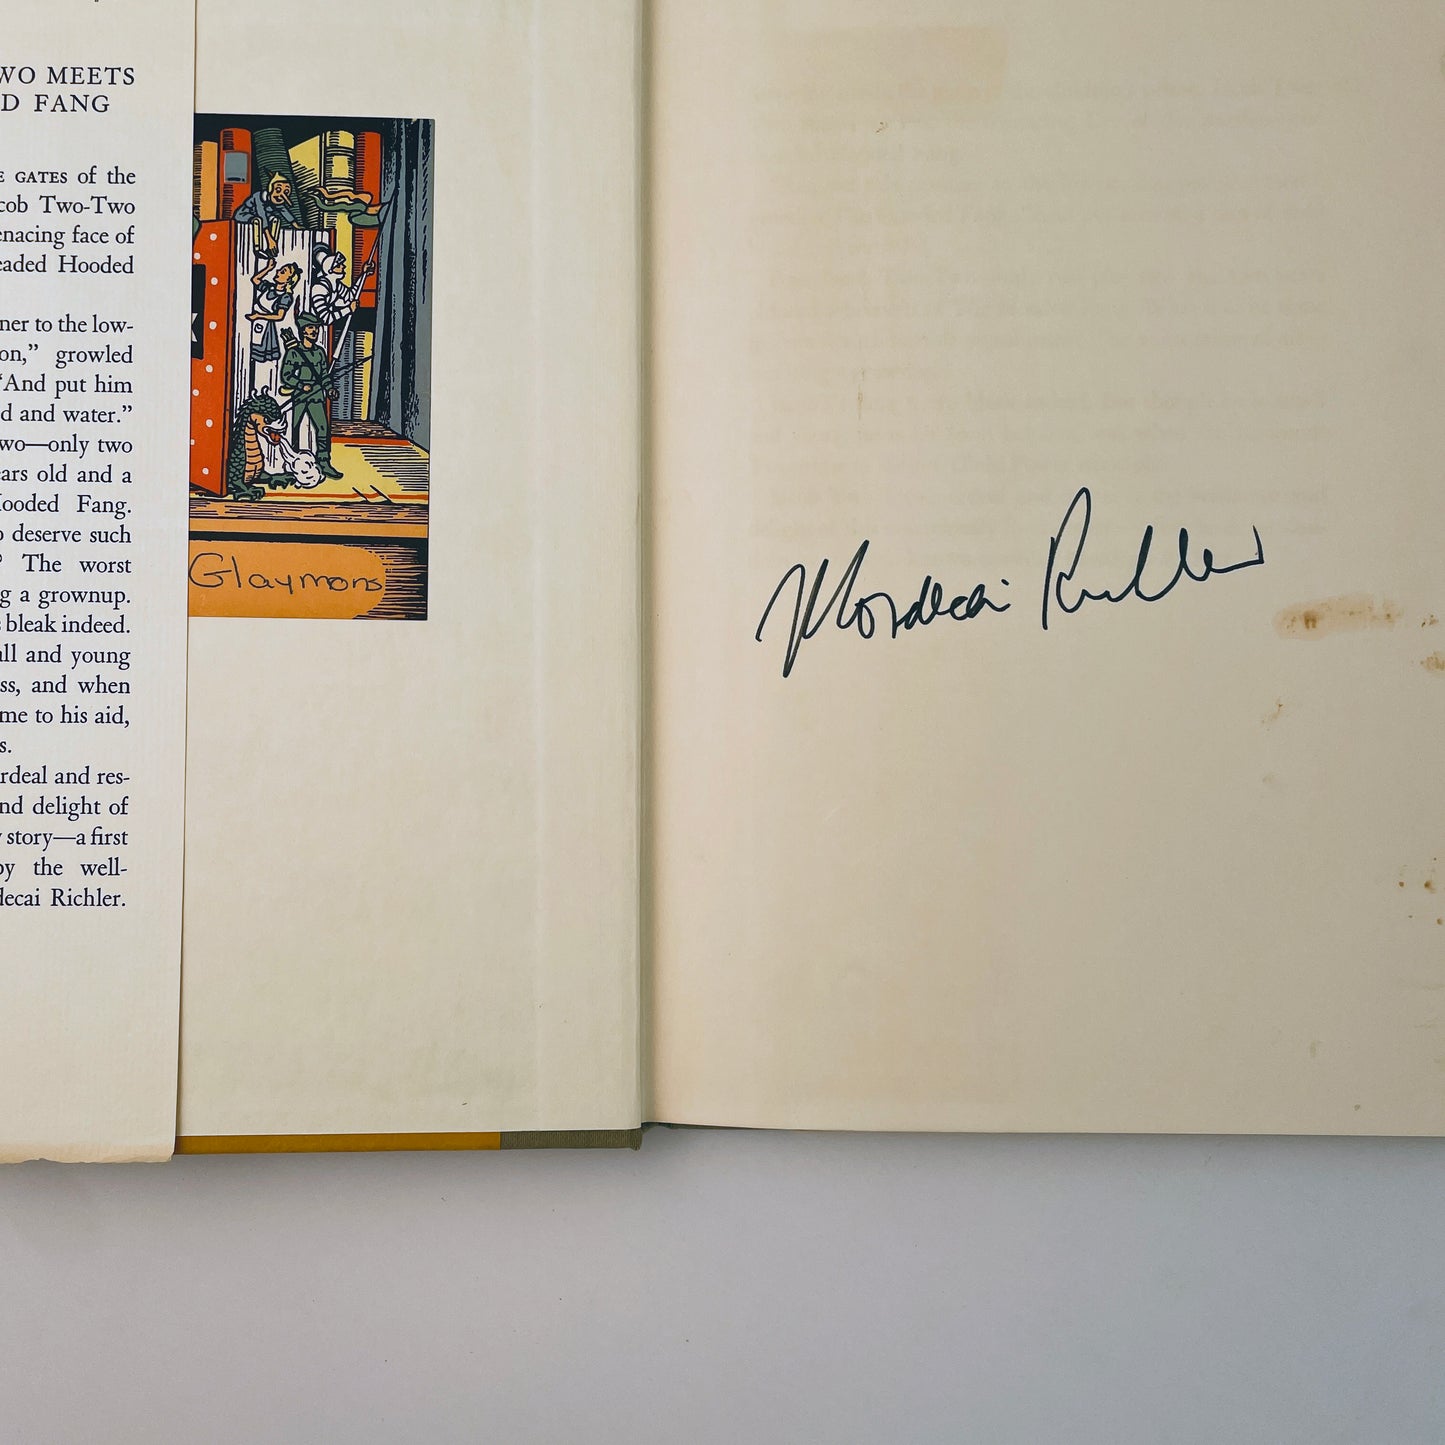 WO MEETS
D FANG
E GATES of the
cob Two-Two
enacing face of
eaded Hooded
ner to the low-
on," growled
"And put him
d and water."
wo—only two
ears old and a
ooded Fang.
o deserve such
The worst
g a grownup.
s bleak indeed.
all and young
ss, and when
me to his aid,
s.
rdeal and res-
nd delight of
y story—a first
by the well-
decai Richler.
Glaymons
Mordecai Richler